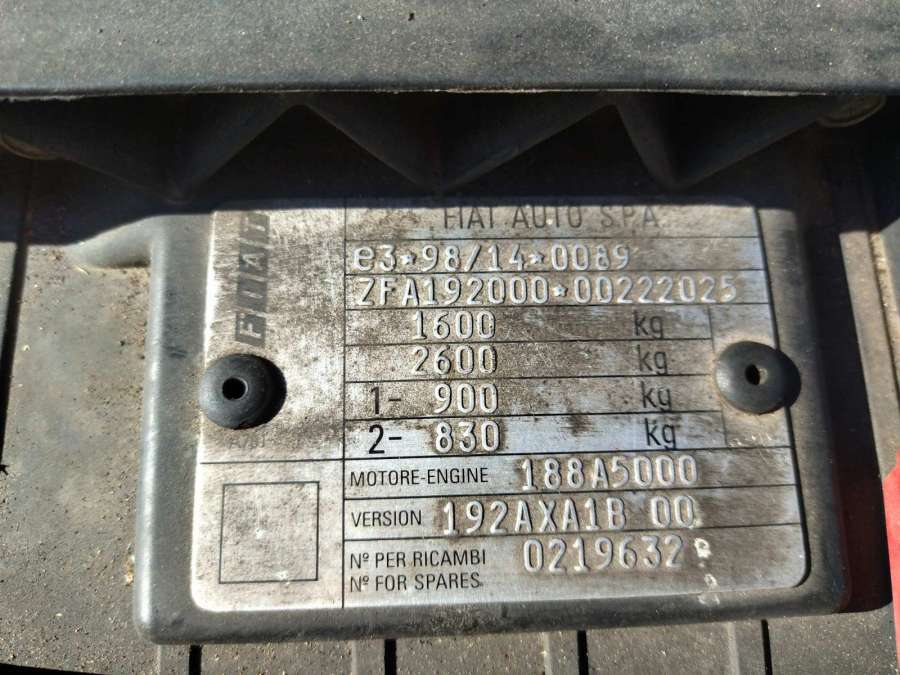 FIAT
FIAT AUTO S.P.A.
e3*98/14*0089
ZFA192000*00222025
1600 kg
2600 kg
1- 900 kg
2- 830 kg
MOTORE-ENGINE 188A5000
VERSION 192AXA1B 00
Nº PER RICAMBI
Nº FOR SPARES 0219632